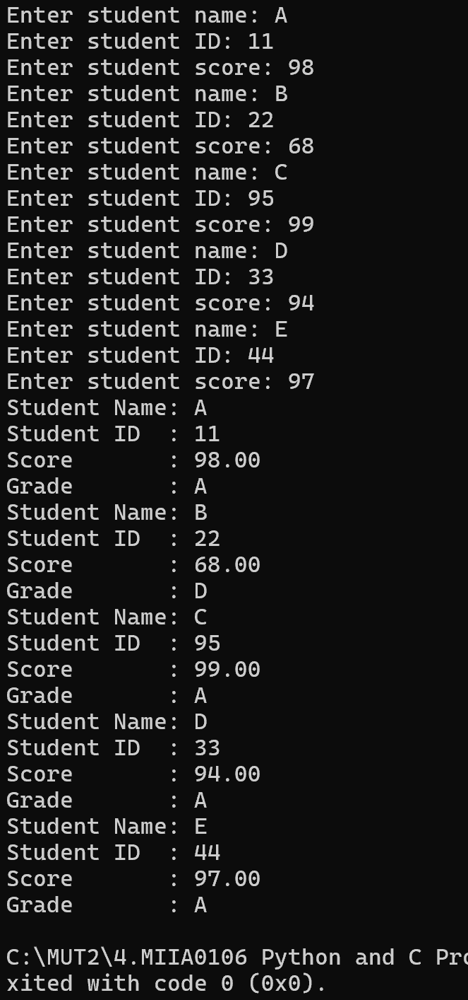 Enter student name: A
Enter student ID: 11
Enter student score: 98
Enter student name: B
Enter student ID: 22
Enter student score: 68
Enter student name: C
Enter student ID: 95
Enter student score: 99
Enter student name: D
Enter student ID: 33
Enter student score: 94
Enter student name: E
Enter student ID: 44
Enter student score: 97
Student Name: A
Student ID  : 11
Score       : 98.00
Grade       : A
Student Name: B
Student ID  : 22
Score       : 68.00
Grade       : D
Student Name: C
Student ID  : 95
Score       : 99.00
Grade       : A
Student Name: D
Student ID  : 33
Score       : 94.00
Grade       : A
Student Name: E
Student ID  : 44
Score       : 97.00
Grade       : A
C:\MUT2\4.MIIA0106 Python and C Pro
xited with code 0 (0x0).